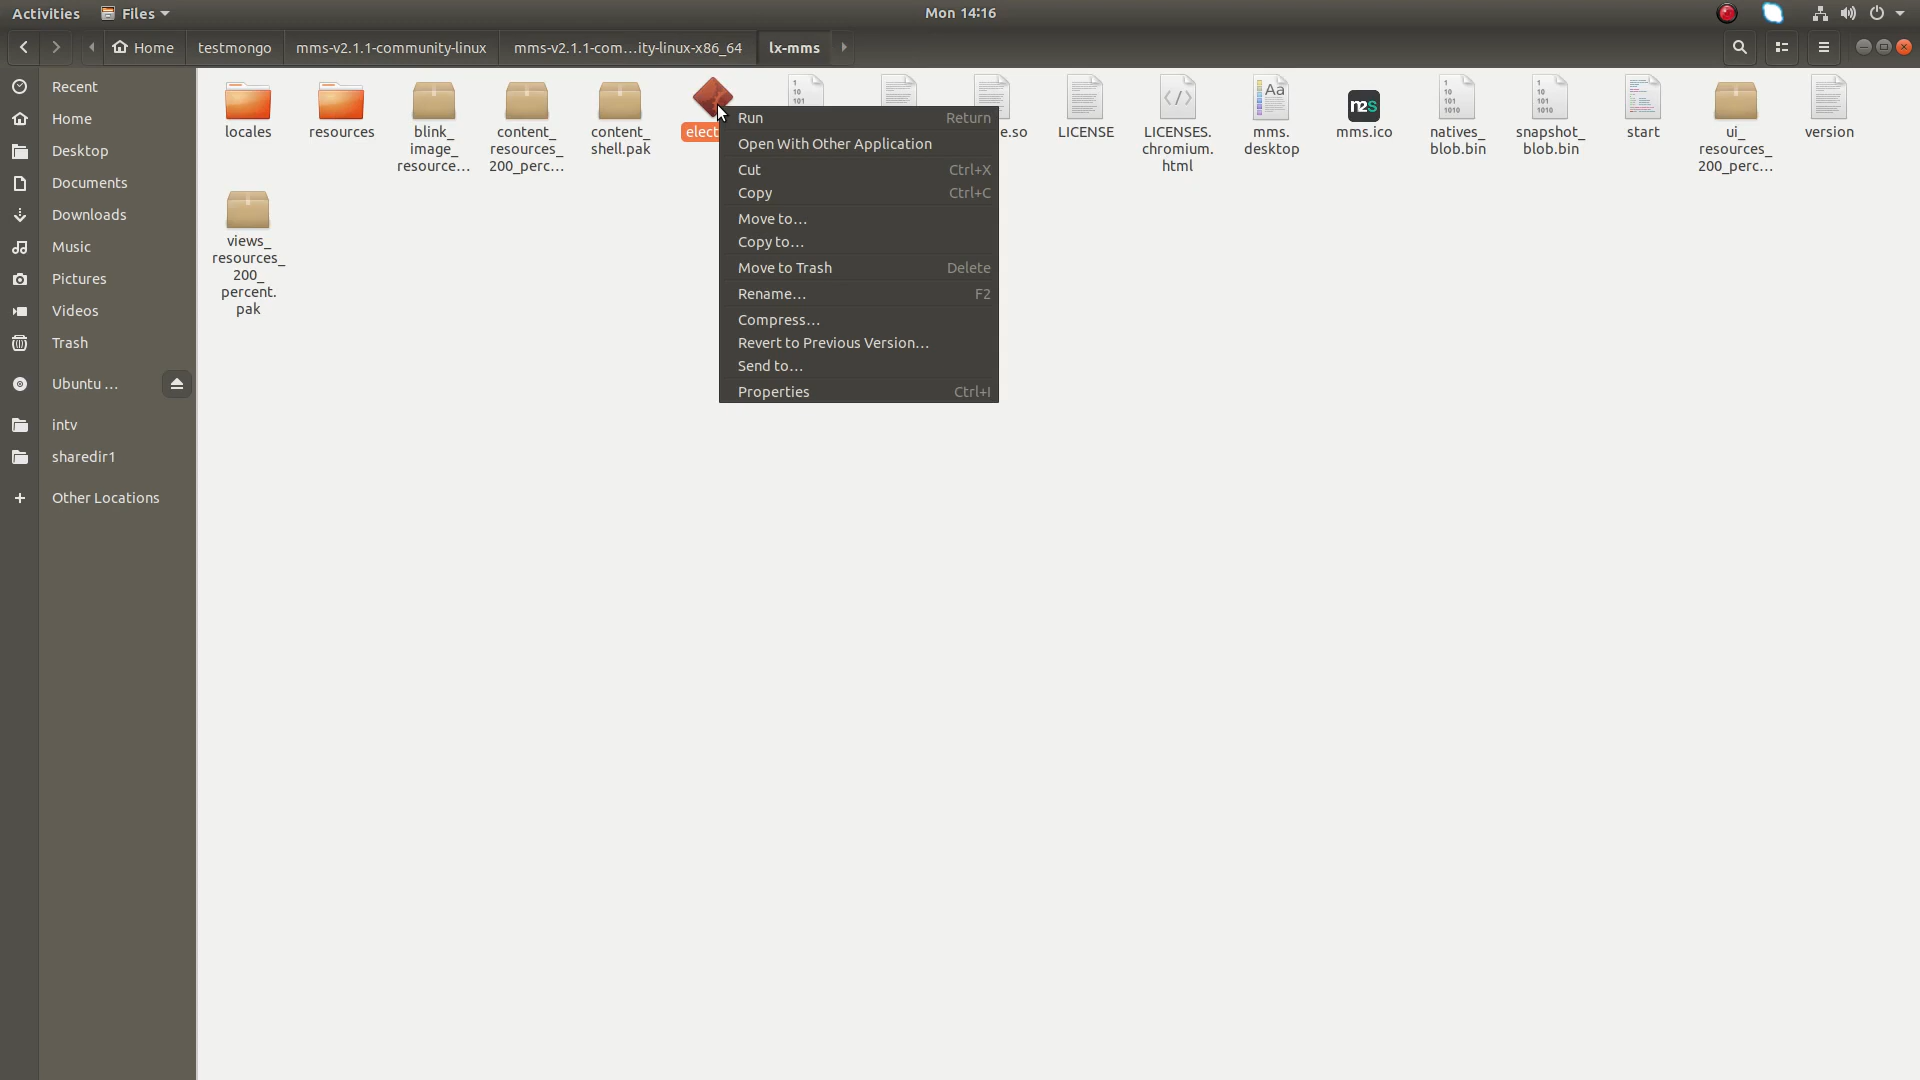 Activities
Files
Mon 14:16
Home
testmongo
mms-v2.1.1-community-linux
mms-v2.1.1-com…ity-linux-x86_64
lx-mms
Recent
Home
Desktop
Documents
Downloads
Music
Pictures
Videos
Trash
Ubuntu …
intv
sharedir1
Other Locations
locales
resources
blink_
image_
resource…
content_
resources_
200_perc…
content_
shell.pak
elect
e.so
LICENSE
LICENSES.
chromium.
html
mms.
desktop
mms.ico
natives_
blob.bin
snapshot_
blob.bin
start
ui_
resources_
200_perc…
version
views_
resources_
200_
percent.
pak
Run Return
Open With Other Application
Cut Ctrl+X
Copy Ctrl+C
Move to…
Copy to…
Move to Trash Delete
Rename… F2
Compress…
Revert to Previous Version…
Send to…
Properties Ctrl+I